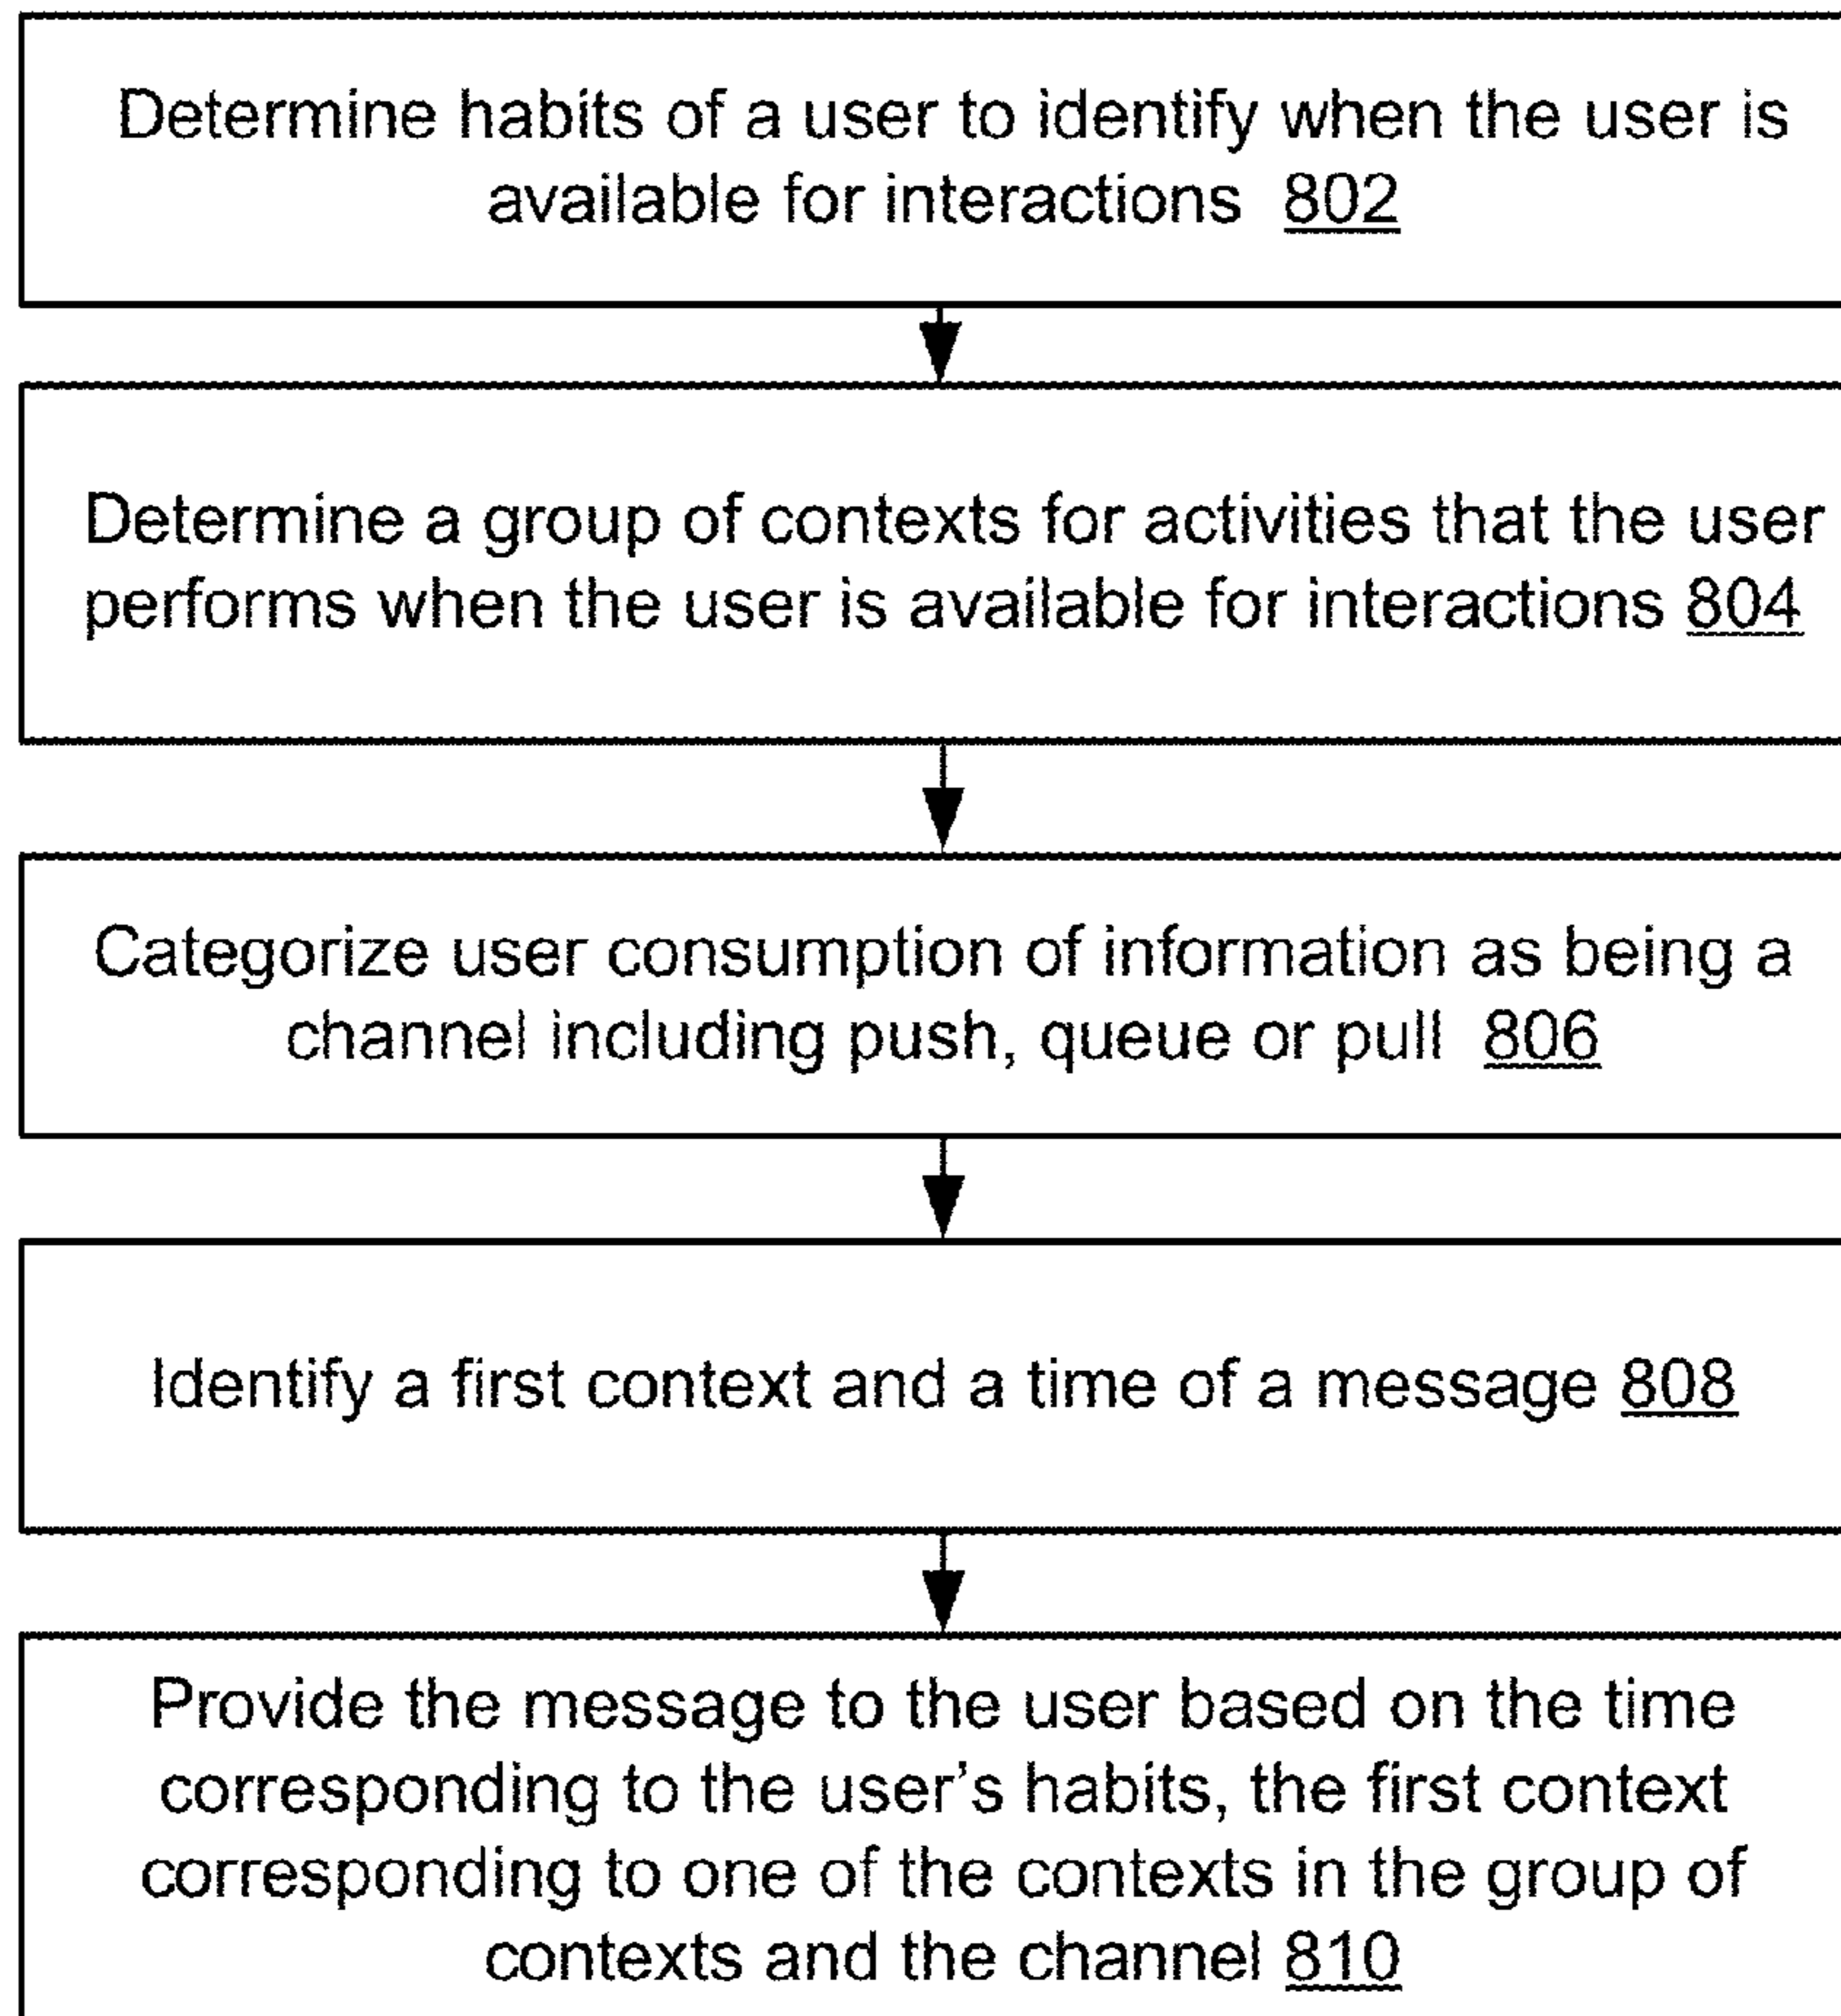 Determine habits of a user to identify when the user is
available for interactions 802
Determine a group of contexts for activities that the user
performs when the user is available for interactions 804
Categorize user consumption of information as being a
channel including push, queue or pull 806
Identify a first context and a time of a message 808
Provide the message to the user based on the time
corresponding to the user's habits, the first context
corresponding to one of the contexts in the group of
contexts and the channel 810